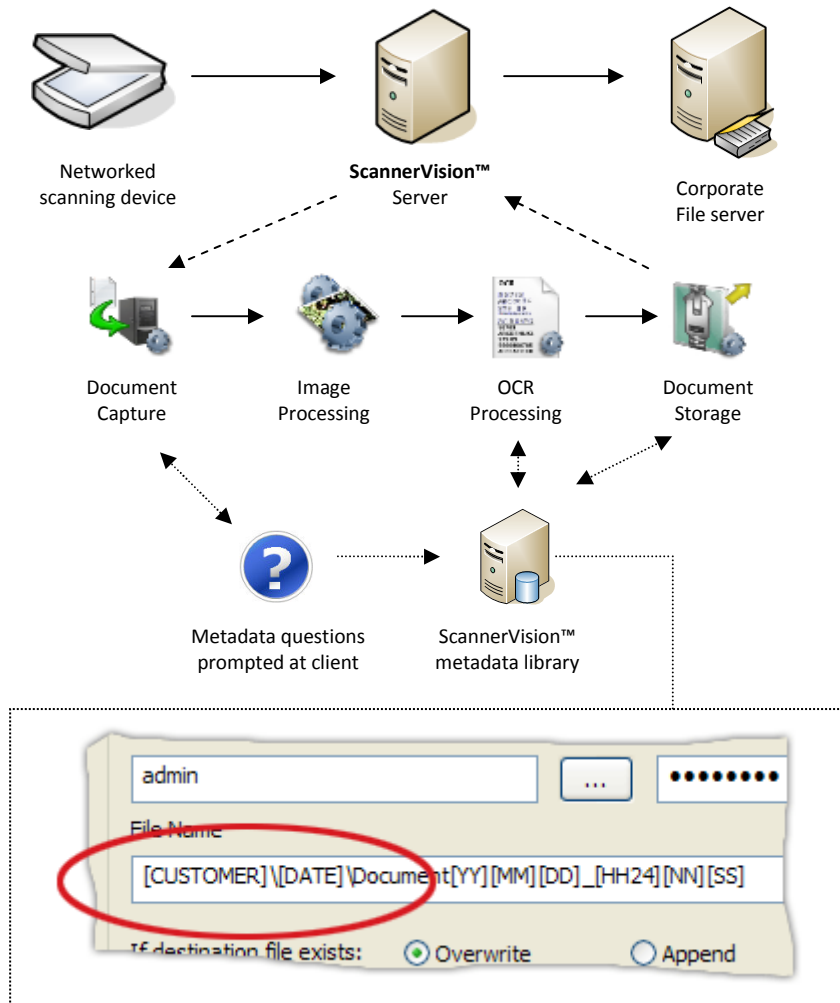 Networked
scanning device
ScannerVision™
Server
Corporate
File server
Document
Capture
Image
Processing
OCR
Processing
Document
Storage
Metadata questions
prompted at client
ScannerVision™
metadata library
admin
...
File Name
[CUSTOMER]\[DATE]\Document[YY][MM][DD]_[HH24][NN][SS]
If destination file exists:
Overwrite
Append